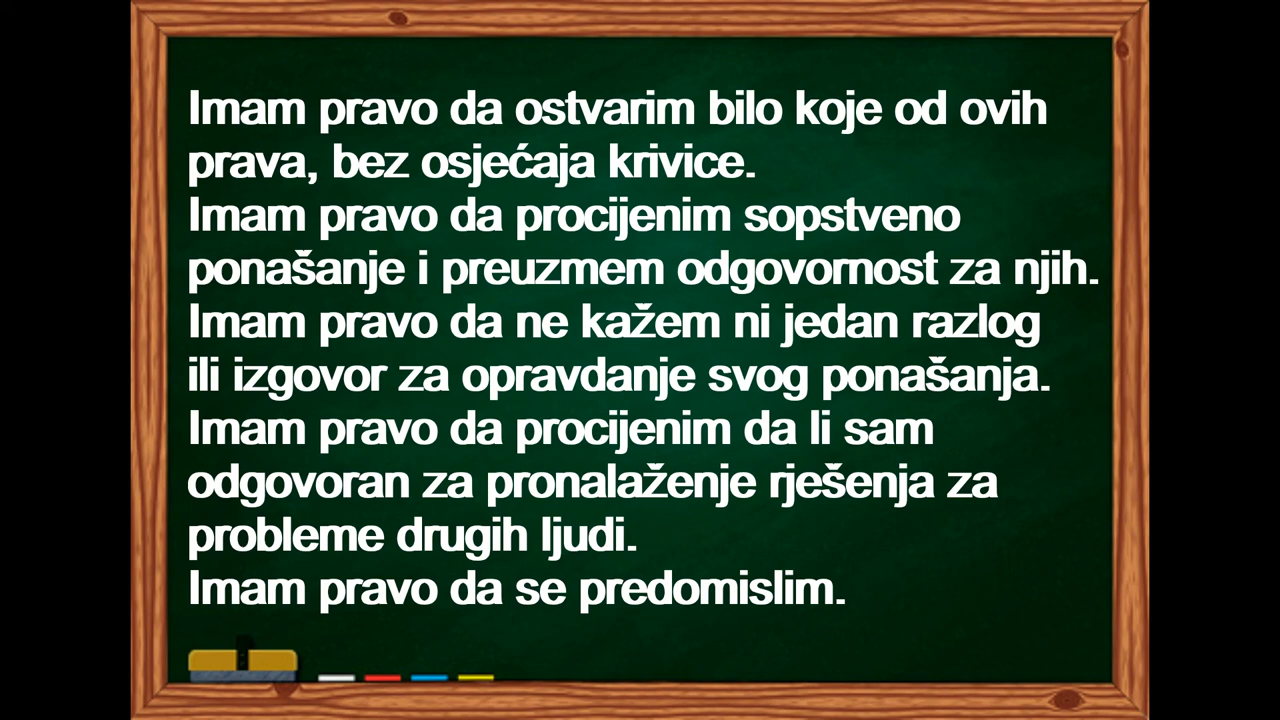 Imam pravo da ostvarim bilo koje od ovih
prava, bez osjećaja krivice.
Imam pravo da procijenim sopstveno
ponašanje i preuzmem odgovornost za njih.
Imam pravo da ne kažem ni jedan razlog
ili izgovor za opravdanje svog ponašanja.
Imam pravo da procijenim da li sam
odgovoran za pronalaženje rješenja za
probleme drugih ljudi.
Imam pravo da se predomislim.